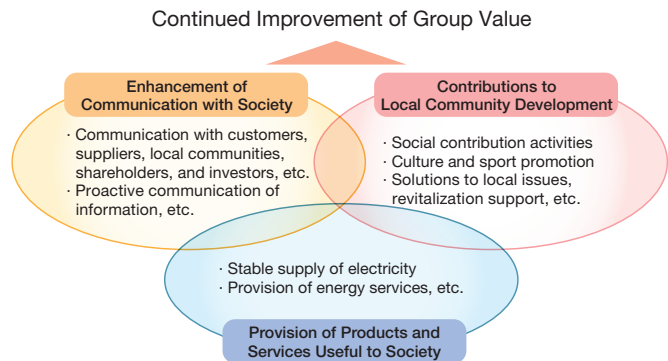 Continued Improvement of Group Value
Enhancement of
Communication with Society
· Communication with customers,
suppliers, local communities,
shareholders, and investors, etc.
· Proactive communication of
information, etc.
Contributions to
Local Community Development
· Social contribution activities
· Culture and sport promotion
· Solutions to local issues,
revitalization support, etc.
· Stable supply of electricity
· Provision of energy services, etc.
Provision of Products and
Services Useful to Society